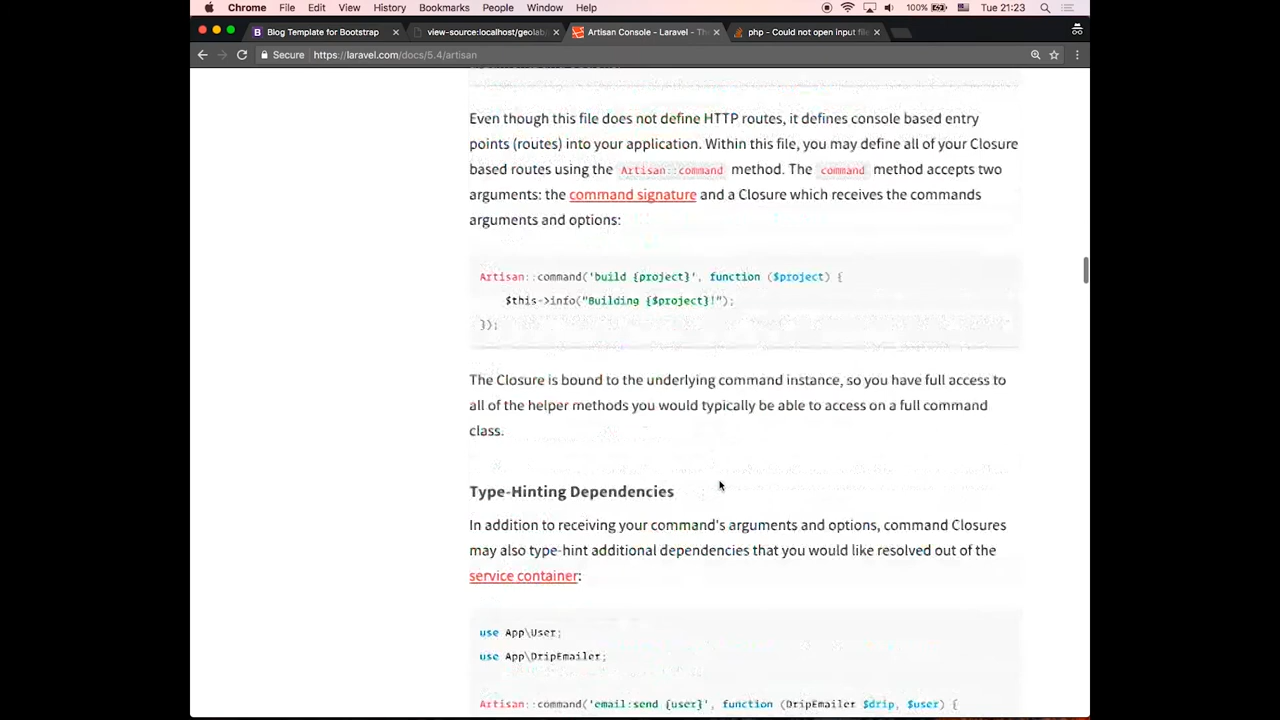 Chrome File Edit View History Bookmarks People Window Help 100% Tue 21:23
Blog Template for Bootstrap view-source:localhost/geolab Artisan Console - Laravel - Th php - Could not open input file
Secure https://laravel.com/docs/5.4/artisan
Even though this file does not define HTTP routes, it defines console based entry
points (routes) into your application. Within this file, you may define all of your Closure
based routes using the Artisan::command method. The command method accepts two
arguments: the command signature and a Closure which receives the commands
arguments and options:
Artisan::command('build {project}', function ($project) {
$this->info("Building {$project}!");
});
The Closure is bound to the underlying command instance, so you have full access to
all of the helper methods you would typically be able to access on a full command
class.
Type-Hinting Dependencies
In addition to receiving your command's arguments and options, command Closures
may also type-hint additional dependencies that you would like resolved out of the
service container:
use App\User;
use App\DripEmailer;
Artisan::command('email:send {user}', function (DripEmailer $drip, $user) {